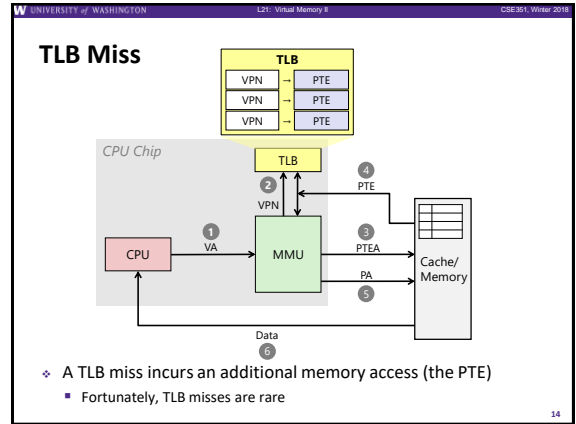 W UNIVERSITY of WASHINGTON
L21: Virtual Memory II
CSE351, Winter 2018
TLB Miss
TLB
VPN → PTE
VPN → PTE
VPN → PTE
CPU Chip
TLB
4
PTE
2
VPN
1
VA
CPU
MMU
3
PTEA
Cache/
Memory
PA
5
Data
6
❖ A TLB miss incurs an additional memory access (the PTE)
▪ Fortunately, TLB misses are rare
14